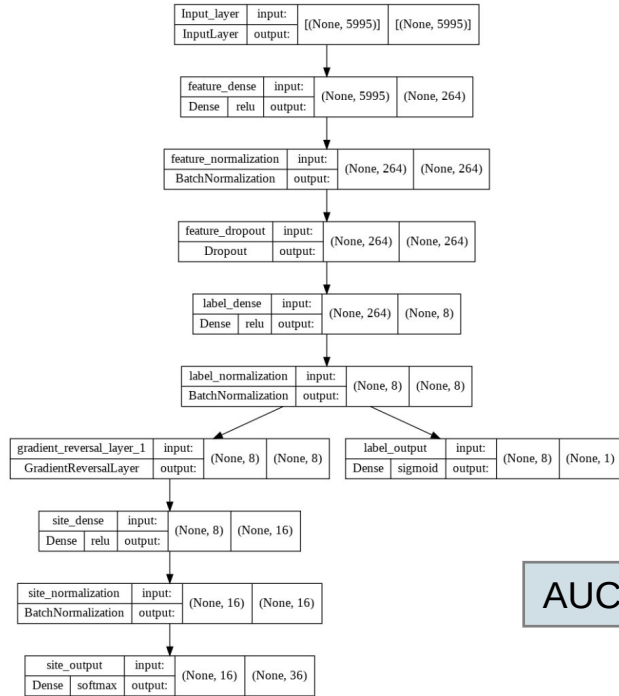 Input_layer input: [(None, 5995)] [(None, 5995)]
InputLayer output:
feature_dense input: (None, 5995) (None, 264)
Dense relu output:
feature_normalization input: (None, 264) (None, 264)
BatchNormalization output:
feature_dropout input: (None, 264) (None, 264)
Dropout output:
label_dense input: (None, 264) (None, 8)
Dense relu output:
label_normalization input: (None, 8) (None, 8)
BatchNormalization output:
gradient_reversal_layer_1 input: (None, 8) (None, 8)
GradientReversalLayer output:
label_output input: (None, 8) (None, 1)
Dense sigmoid output:
site_dense input: (None, 8) (None, 16)
Dense relu output:
site_normalization input: (None, 16) (None, 16)
BatchNormalization output:
AUC
site_output input: (None, 16) (None, 36)
Dense softmax output: